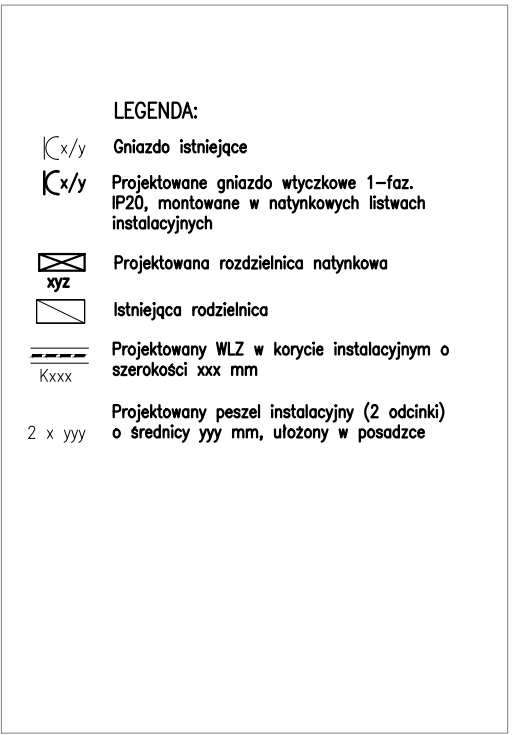 LEGENDA:
x/y Gniazdo istniejące
x/y Projektowane gniazdo wtyczkowe 1-faz.
IP20, montowane w natynkowych listwach
instalacyjnych
Projektowana rozdzielnica natynkowa
xyz
Istniejąca rodzielnica
Projektowany WLZ w korycie instalacyjnym o
szerokości xxx mm
Kxxx
Projektowany peszel instalacyjny (2 odcinki)
2 x yyy o średnicy yyy mm, ułożony w posadzce